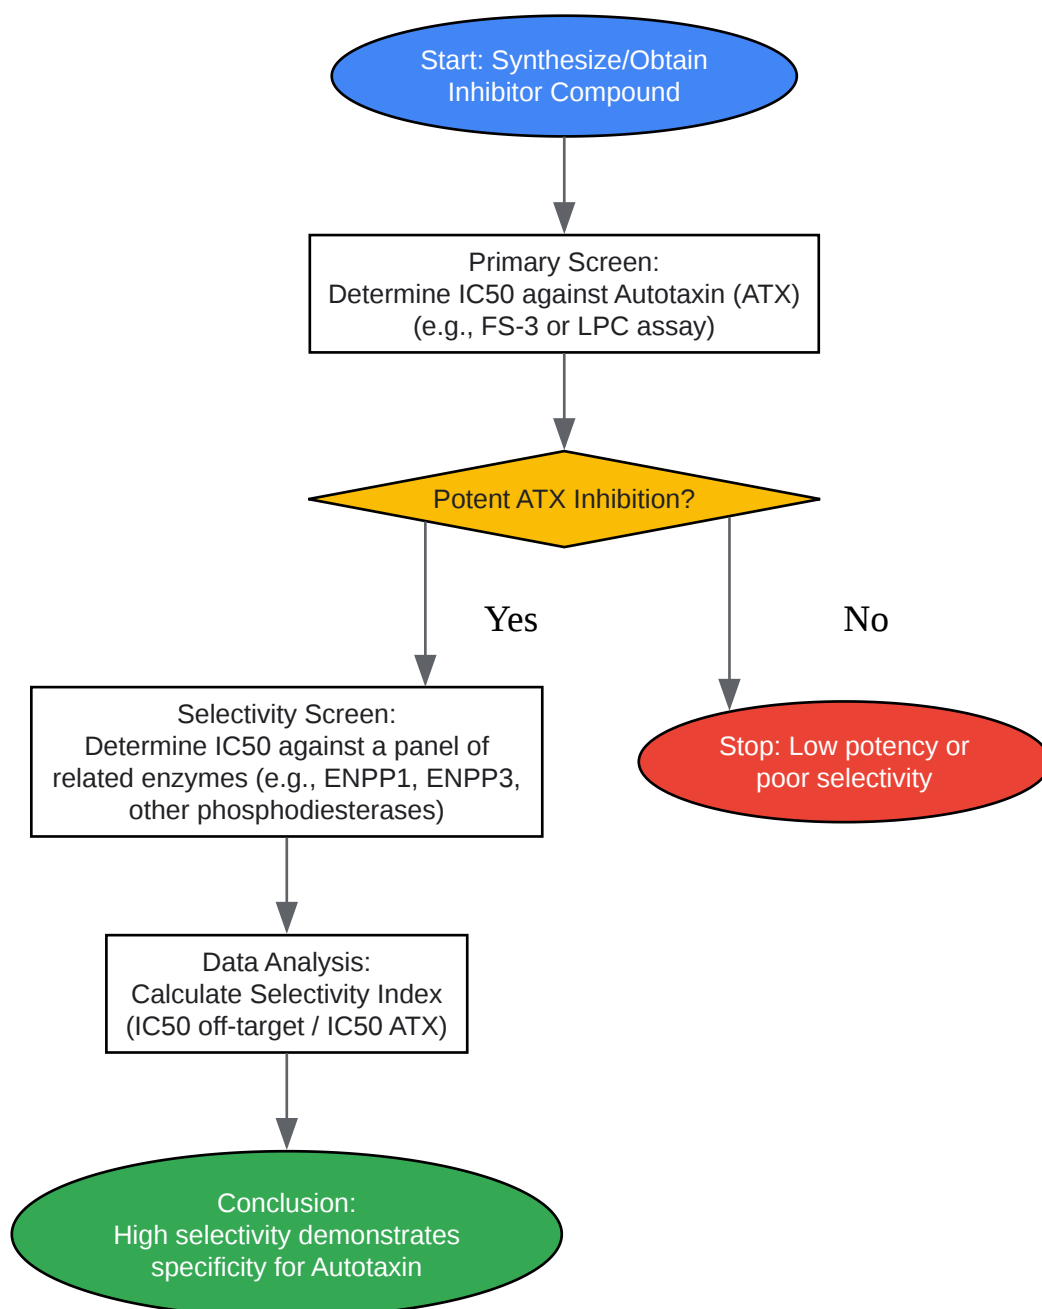 Start: Synthesize/Obtain
Inhibitor Compound
Primary Screen:
Determine IC50 against Autotaxin (ATX)
(e.g., FS-3 or LPC assay)
Potent ATX Inhibition?
Yes
No
Selectivity Screen:
Determine IC50 against a panel of
related enzymes (e.g., ENPP1, ENPP3,
other phosphodiesterases)
Stop: Low potency or
poor selectivity
Data Analysis:
Calculate Selectivity Index
(IC50 off-target / IC50 ATX)
Conclusion:
High selectivity demonstrates
specificity for Autotaxin